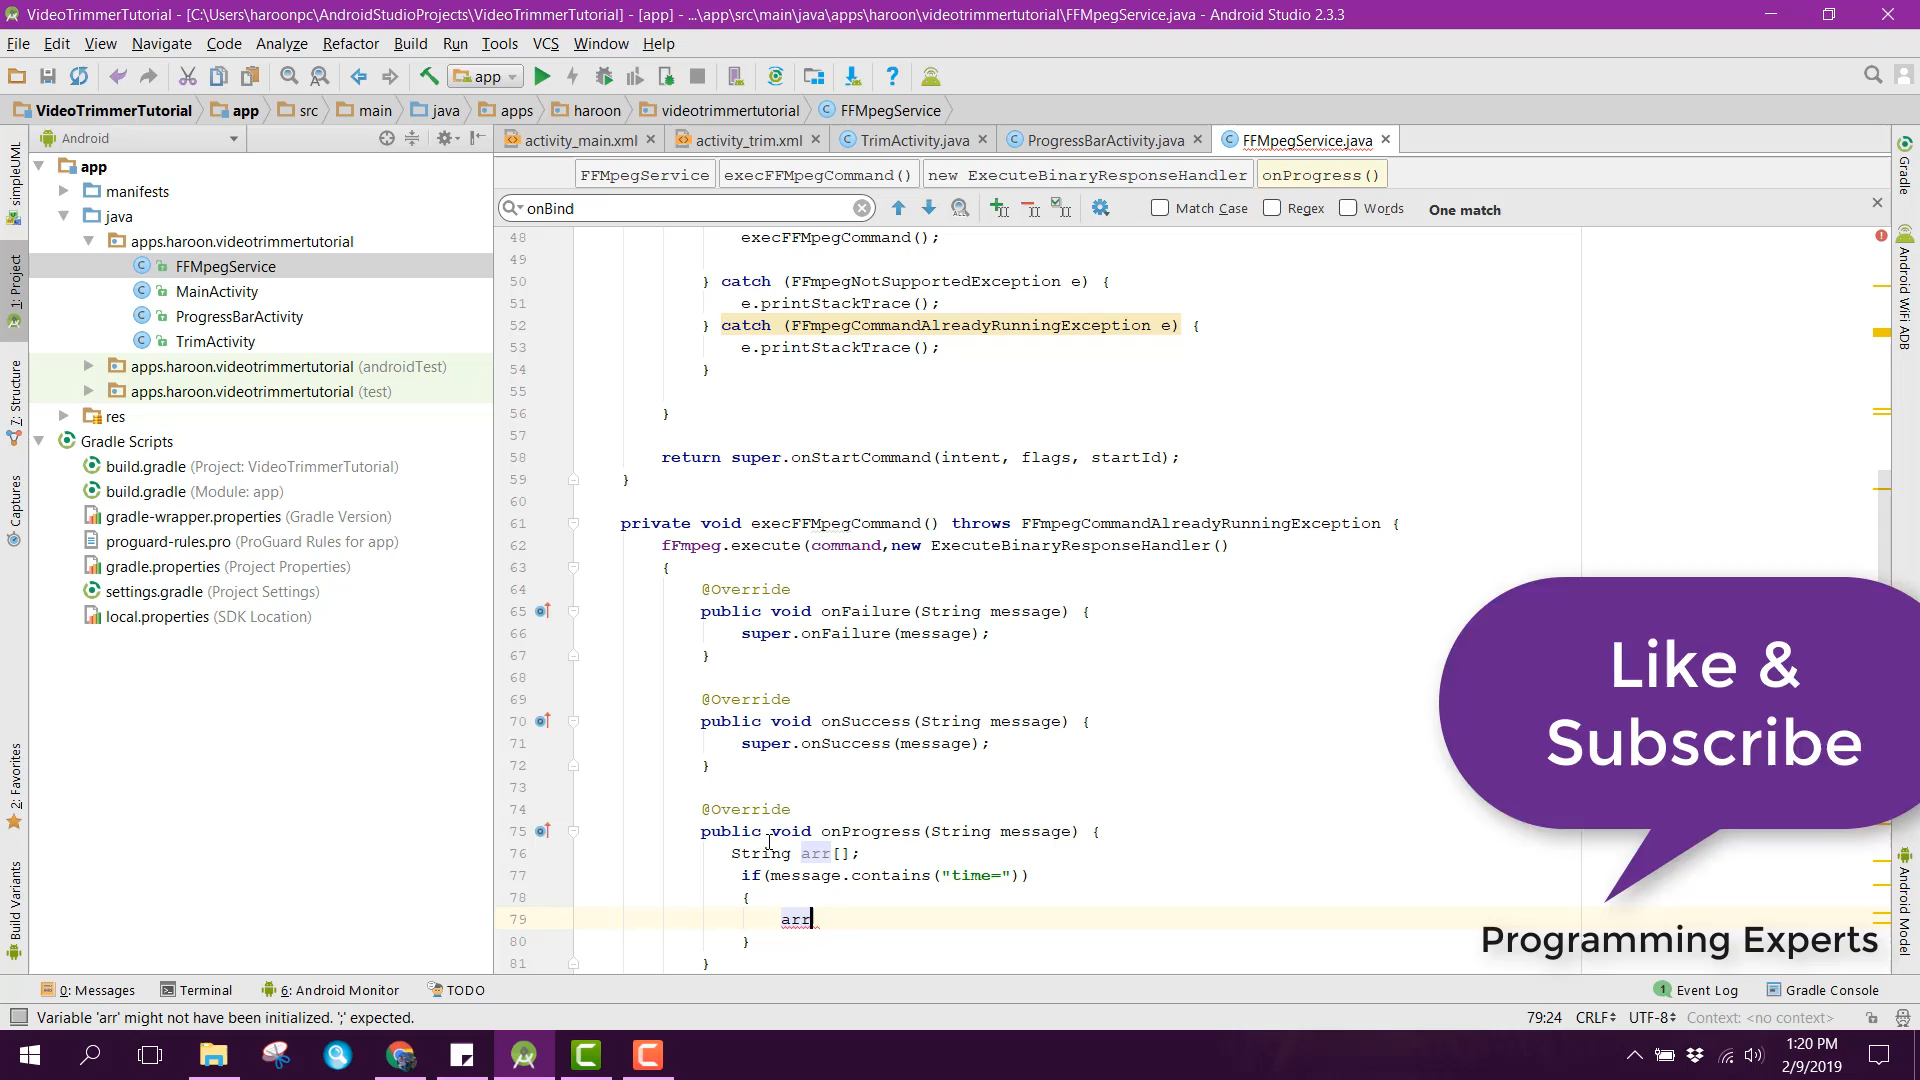 VideoTrimmerTutorial - [C:\Users\haroonpc\AndroidStudioProjects\VideoTrimmerTutorial] - [app] - ...\app\src\main\java\apps\haroon\videotrimmertutorial\FFMpegService.java - Android Studio 2.3.3
File Edit View Navigate Code Analyze Refactor Build Run Tools VCS Window Help
app
VideoTrimmerTutorial app src main java apps haroon videotrimmertutorial FFMpegService
Android
activity_main.xml activity_trim.xml TrimActivity.java ProgressBarActivity.java FFMpegService.java
FFMpegService execFFMpegCommand() new ExecuteBinaryResponseHandler onProgress()
onBind Match Case Regex Words One match
simpleUML
1: Project
7: Structure
Captures
2: Favorites
Build Variants
app
manifests
java
apps.haroon.videotrimmertutorial
FFMpegService
MainActivity
ProgressBarActivity
TrimActivity
apps.haroon.videotrimmertutorial (androidTest)
apps.haroon.videotrimmertutorial (test)
res
Gradle Scripts
build.gradle (Project: VideoTrimmerTutorial)
build.gradle (Module: app)
gradle-wrapper.properties (Gradle Version)
proguard-rules.pro (ProGuard Rules for app)
gradle.properties (Project Properties)
settings.gradle (Project Settings)
local.properties (SDK Location)
48 execFFMpegCommand();
49
50 } catch (FFmpegNotSupportedException e) {
51 e.printStackTrace();
52 } catch (FFmpegCommandAlreadyRunningException e) {
53 e.printStackTrace();
54 }
55
56 }
57
58 return super.onStartCommand(intent, flags, startId);
59 }
60
61 private void execFFMpegCommand() throws FFmpegCommandAlreadyRunningException {
62 fFmpeg.execute(command,new ExecuteBinaryResponseHandler()
63 {
64 @Override
65 public void onFailure(String message) {
66 super.onFailure(message);
67 }
68
69 @Override
70 public void onSuccess(String message) {
71 super.onSuccess(message);
72 }
73
74 @Override
75 public void onProgress(String message) {
76 String arr[];
77 if(message.contains("time="))
78 {
79 arr
80 }
81 }
Gradle
Android WiFi ADB
Android Model
Like &
Subscribe
Programming Experts
0: Messages Terminal 6: Android Monitor TODO Event Log Gradle Console
Variable 'arr' might not have been initialized. ';' expected. 79:24 CRLF UTF-8 Context: <no context>
1:20 PM
2/9/2019